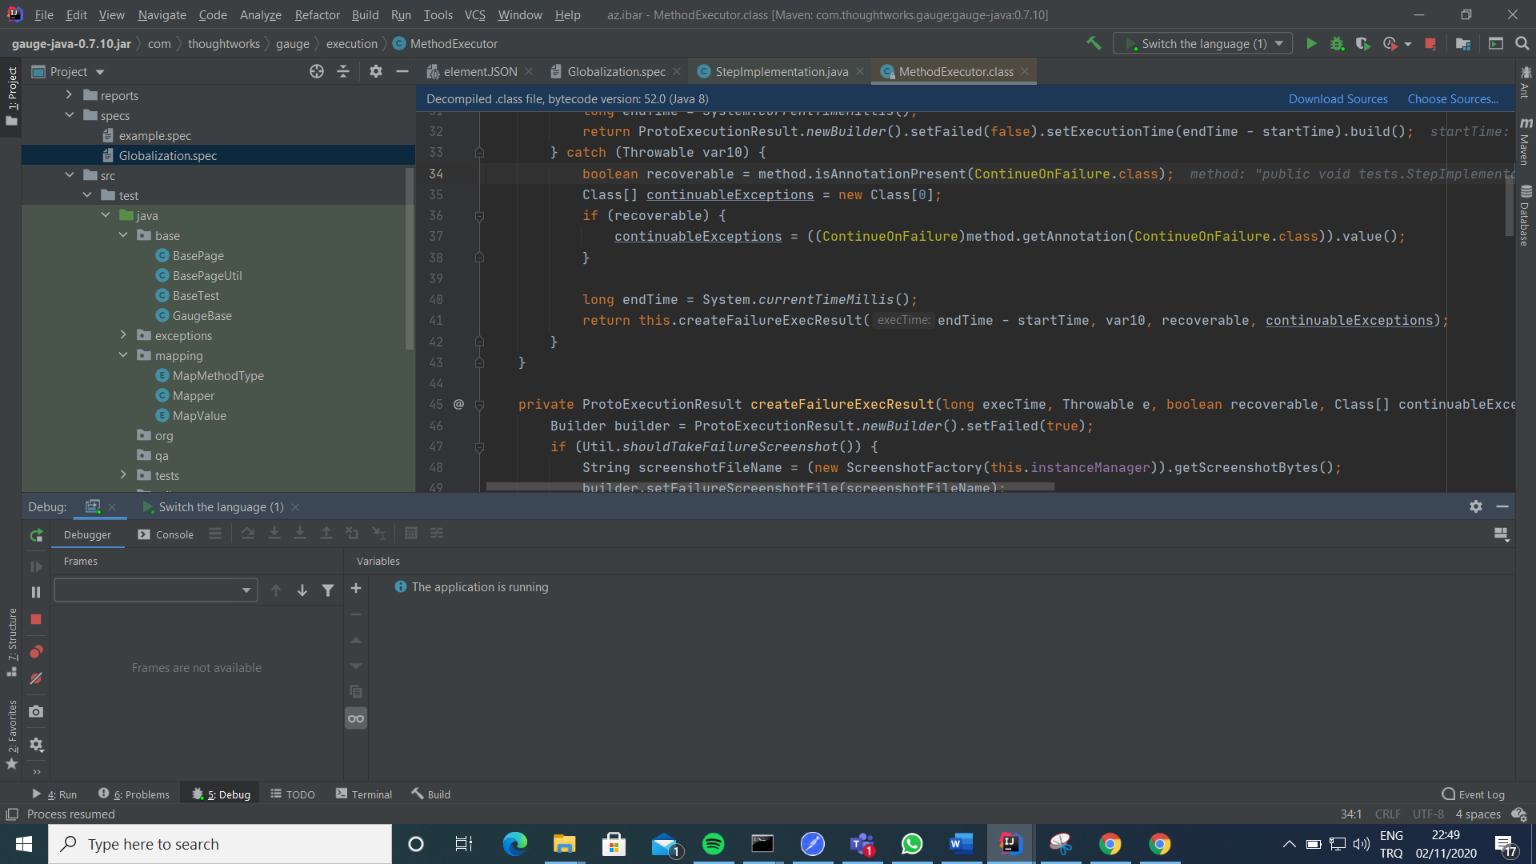 File Edit View Navigate Code Analyze Refactor Build Run Tools VCS Window Help az.ibar - MethodExecutor.class [Maven: com.thoughtworks.gauge:gauge-java:0.7.10]
gauge-java-0.7.10.jar com thoughtworks gauge execution MethodExecutor Switch the language (1)
Project elementJSON Globalization.spec StepImplementation.java MethodExecutor.class
Decompiled .class file, bytecode version: 52.0 (Java 8) Download Sources Choose Sources...
1: Project
7: Structure
2: Favorites
Ant
Maven
Database
reports
specs
example.spec
Globalization.spec
src
test
java
base
BasePage
BasePageUtil
BaseTest
GaugeBase
exceptions
mapping
MapMethodType
Mapper
MapValue
org
qa
tests
31 long endTime = System.currentTimeMillis();
32 return ProtoExecutionResult.newBuilder().setFailed(false).setExecutionTime(endTime - startTime).build(); startTime:
33 } catch (Throwable var10) {
34 boolean recoverable = method.isAnnotationPresent(ContinueOnFailure.class); method: "public void tests.StepImplementa
35 Class[] continuableExceptions = new Class[0];
36 if (recoverable) {
37 continuableExceptions = ((ContinueOnFailure)method.getAnnotation(ContinueOnFailure.class)).value();
38 }
39
40 long endTime = System.currentTimeMillis();
41 return this.createFailureExecResult( execTime: endTime - startTime, var10, recoverable, continuableExceptions);
42 }
43 }
44
45 @ private ProtoExecutionResult createFailureExecResult(long execTime, Throwable e, boolean recoverable, Class[] continuableExce
46 Builder builder = ProtoExecutionResult.newBuilder().setFailed(true);
47 if (Util.shouldTakeFailureScreenshot()) {
48 String screenshotFileName = (new ScreenshotFactory(this.instanceManager)).getScreenshotBytes();
49 builder.setFailureScreenshotFile(screenshotFileName);
Debug: Switch the language (1)
Debugger Console
Frames Variables
The application is running
Frames are not available
4: Run 6: Problems 5: Debug TODO Terminal Build Event Log
Process resumed 34:1 CRLF UTF-8 4 spaces
Type here to search 1 1 ENG 22:49
TRQ 02/11/2020 17